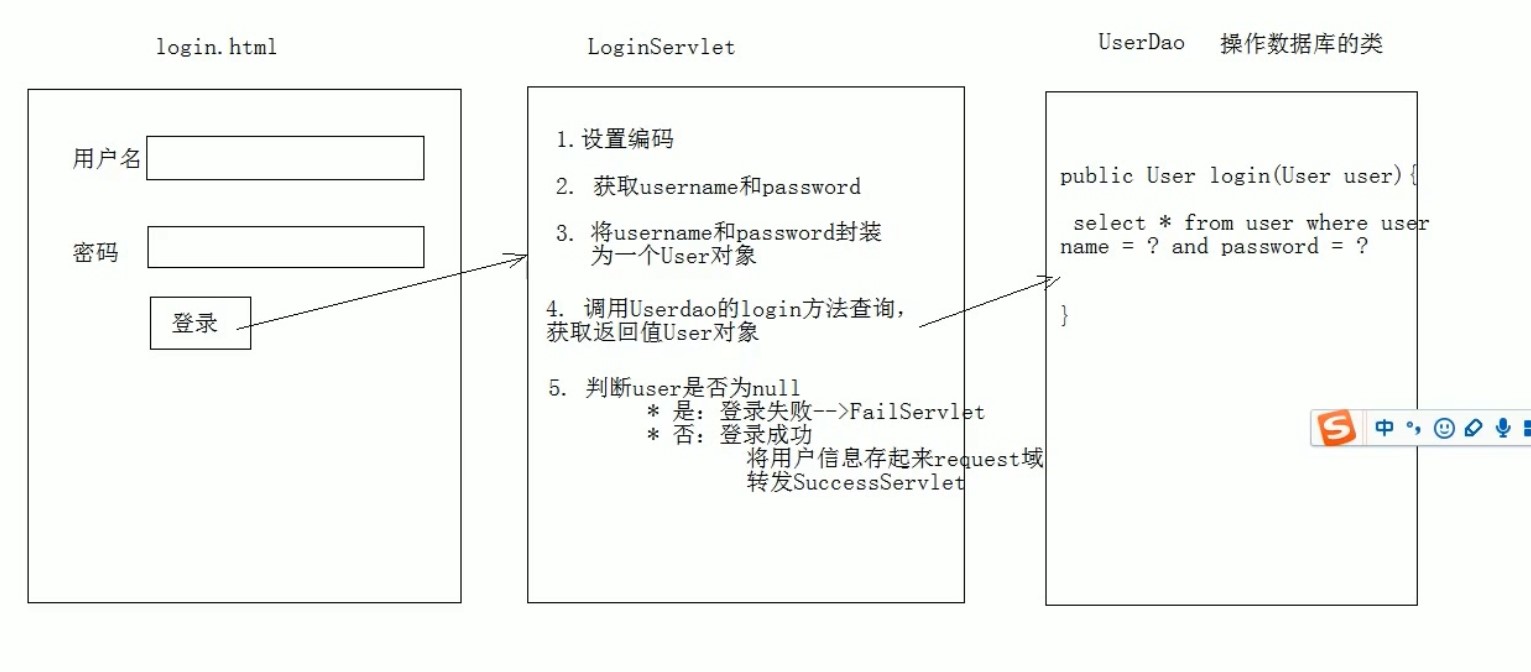 login.html
LoginServlet
UserDao 操作数据库的类
用户名
密码
登录
1.设置编码
2. 获取username和password
3. 将username和password封装
为一个User对象
4. 调用Userdao的login方法查询,
获取返回值User对象
5. 判断user是否为null
* 是: 登录失败-->FailServlet
* 否: 登录成功
将用户信息存起来request域
转发SuccessServlet
public User login(User user){
select * from user where user
name = ? and password = ?
}
S 中